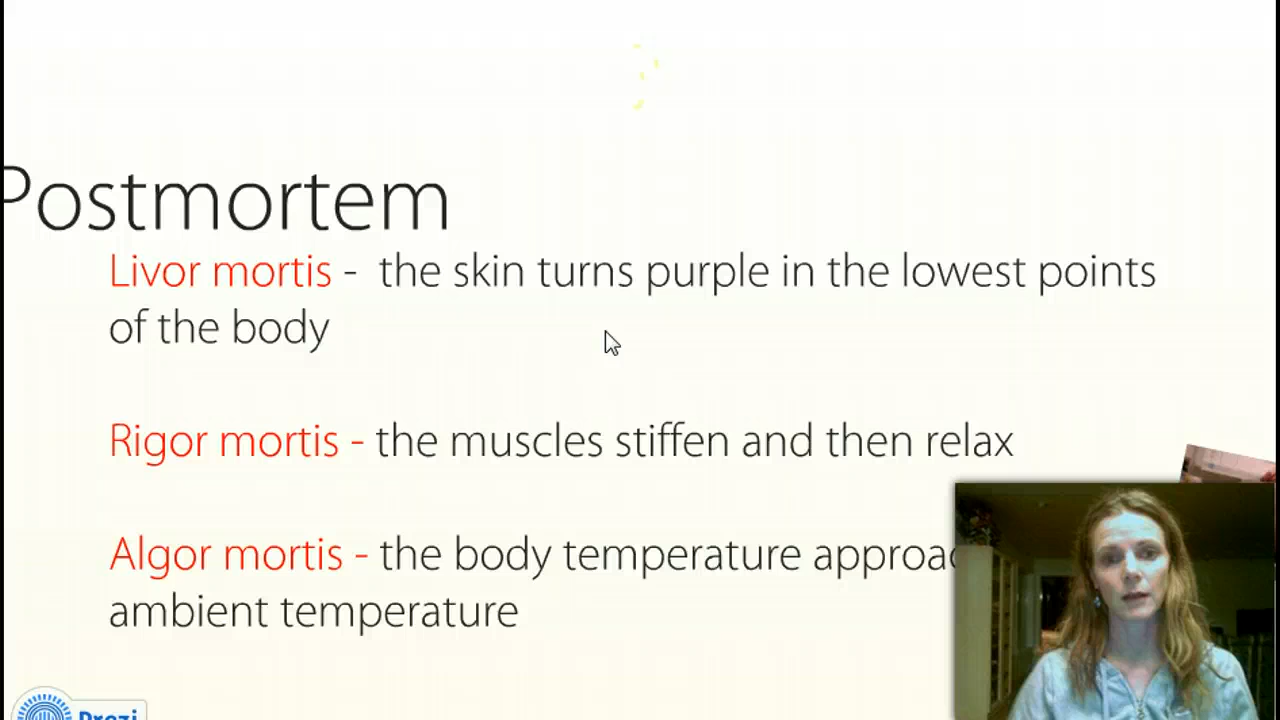 Postmortem
Livor mortis - the skin turns purple in the lowest points
of the body
Rigor mortis - the muscles stiffen and then relax
Algor mortis - the body temperature approac
ambient temperature
Prezi